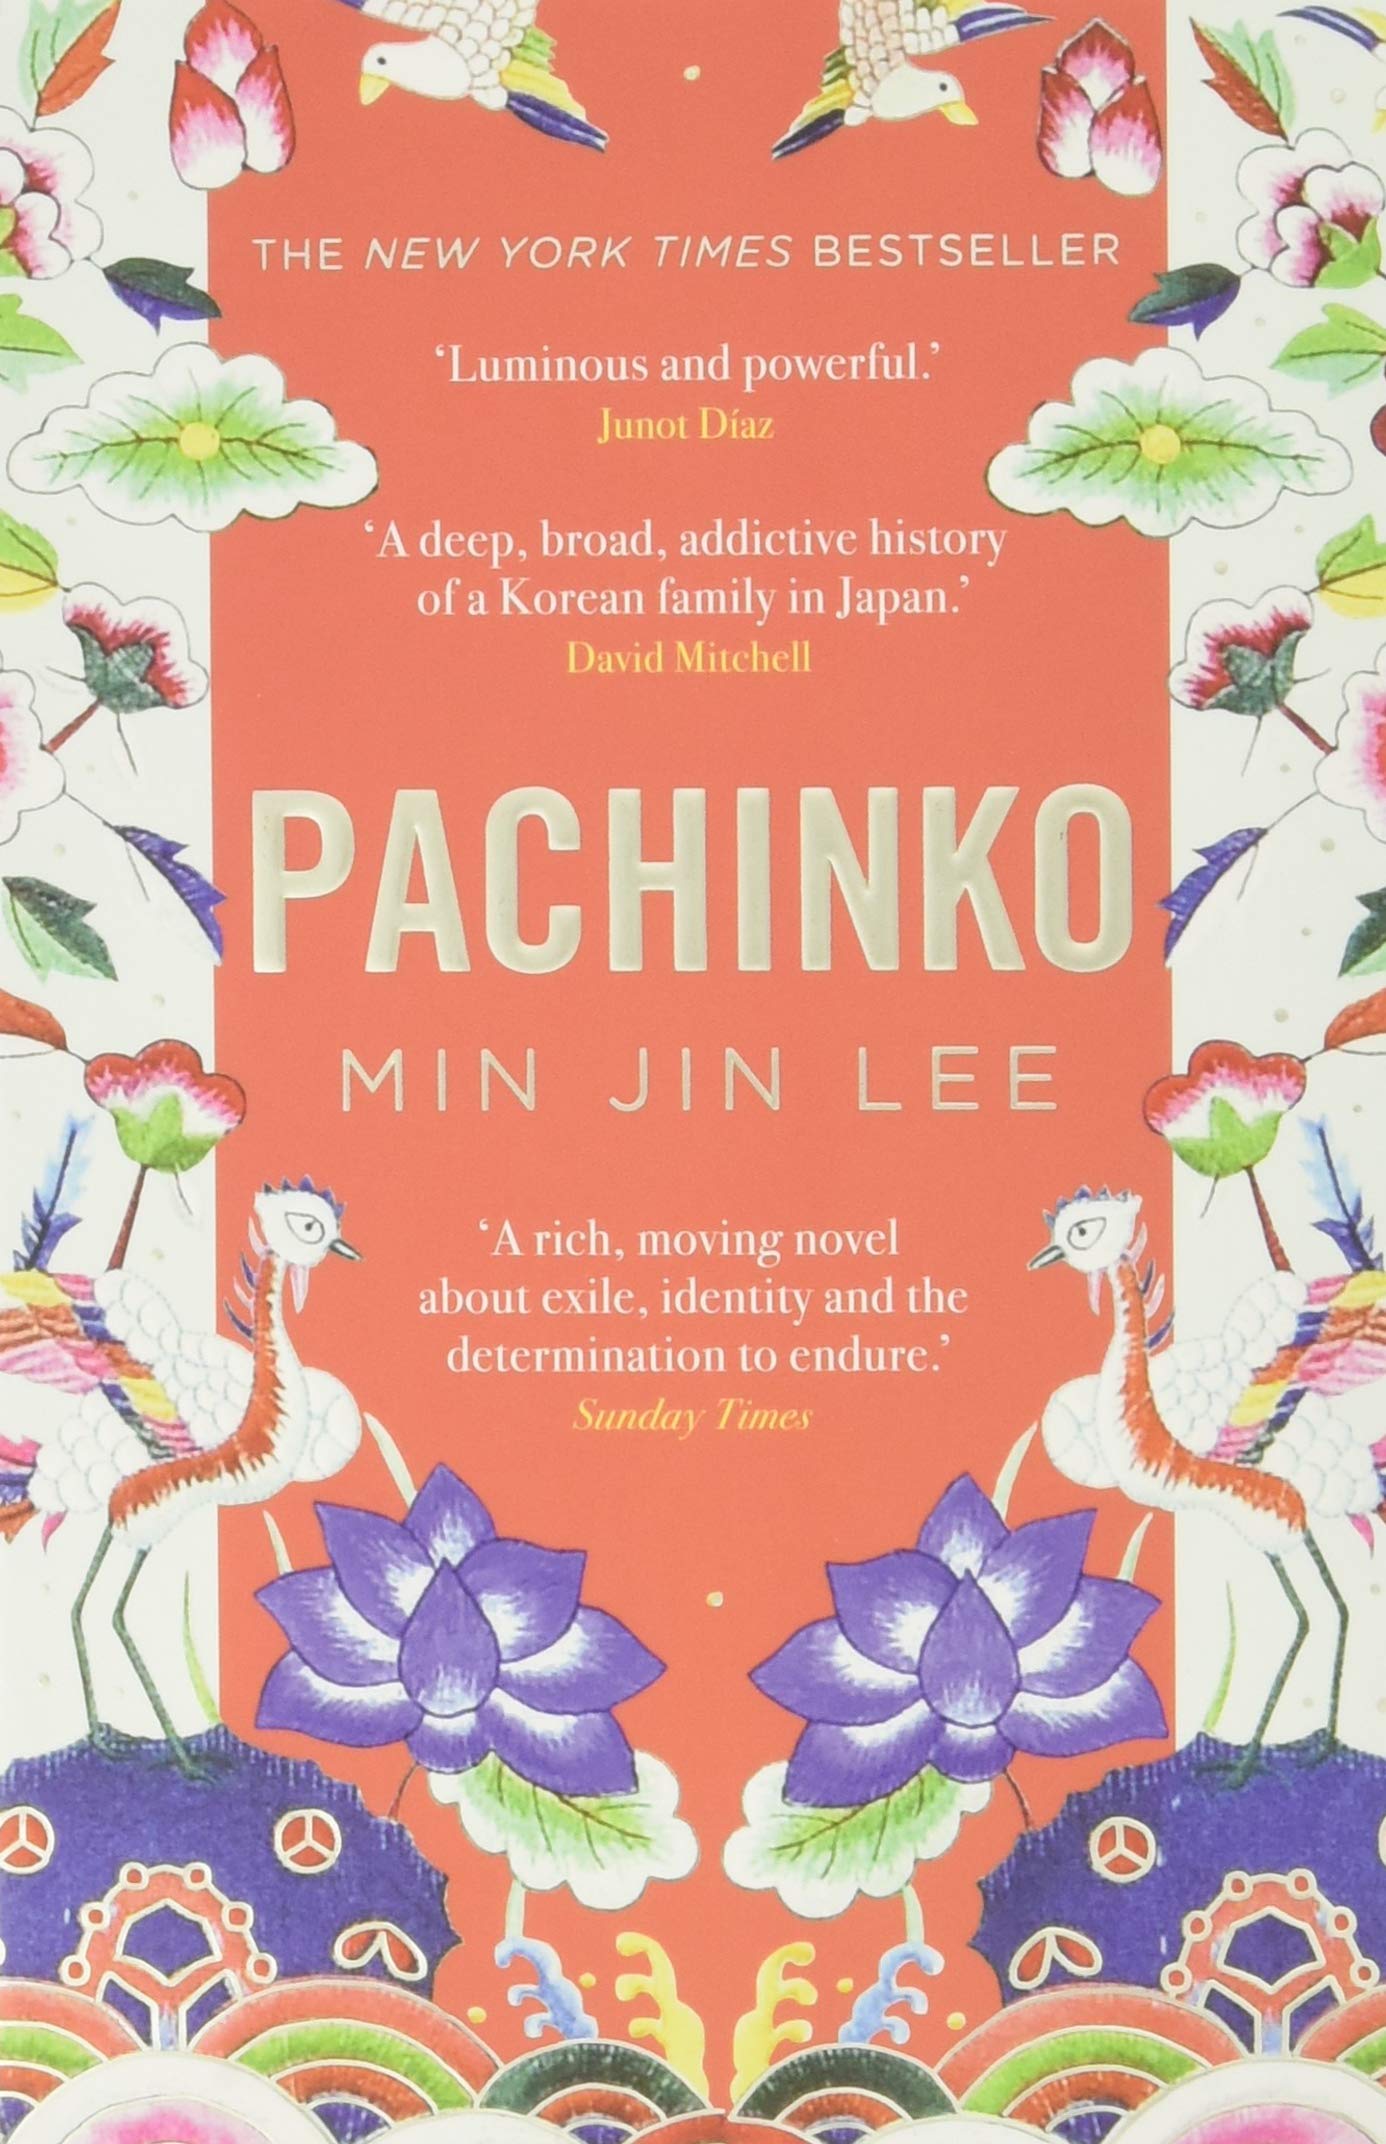 THE NEW YORK TIMES BESTSELLER
‘Luminous and powerful.’
Junot Díaz
‘A deep, broad, addictive history
of a Korean family in Japan.’
David Mitchell
PACHINKO
MIN JIN LEE
‘A rich, moving novel
about exile, identity and the
determination to endure.’
Sunday Times